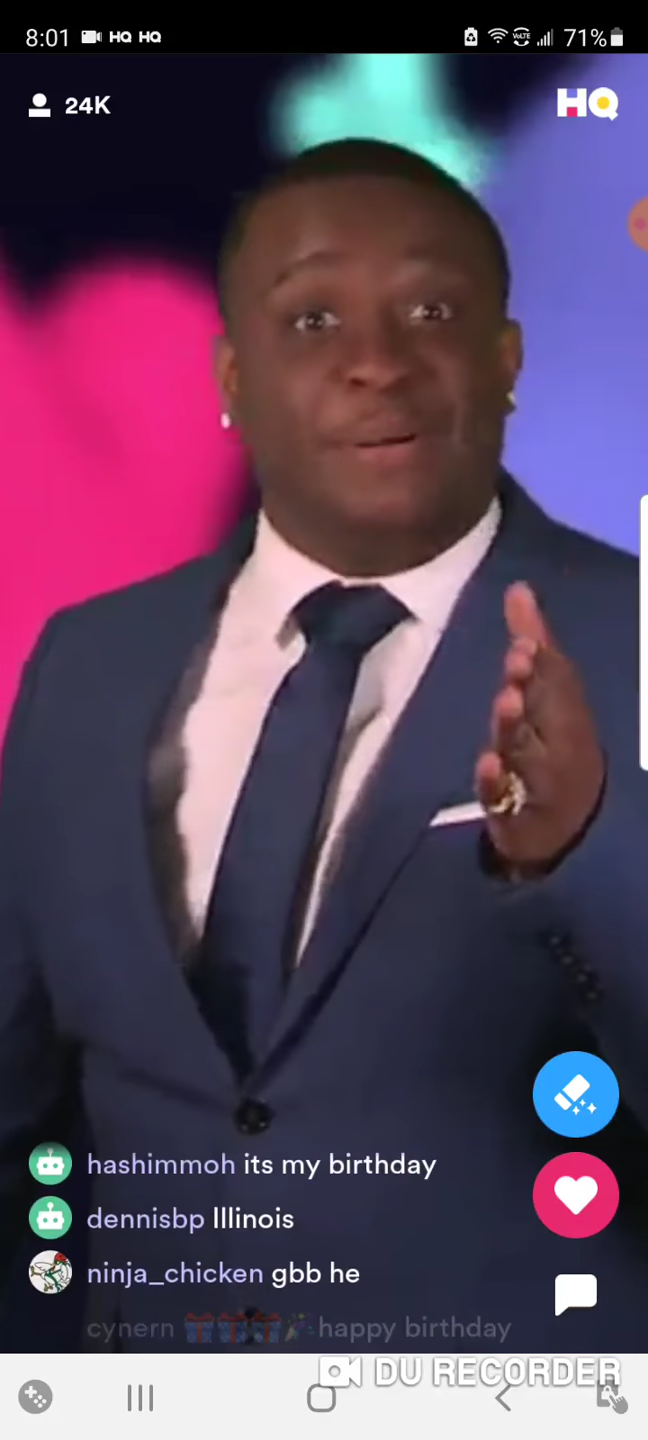 8:01 HQ HQ VoLTE 71%
24K
HQ
hashimmoh its my birthday
dennisbp Illinois
ninja_chicken gbb he
cynern 🎁🎁🎁🎉 happy birthday
DU RECORDER